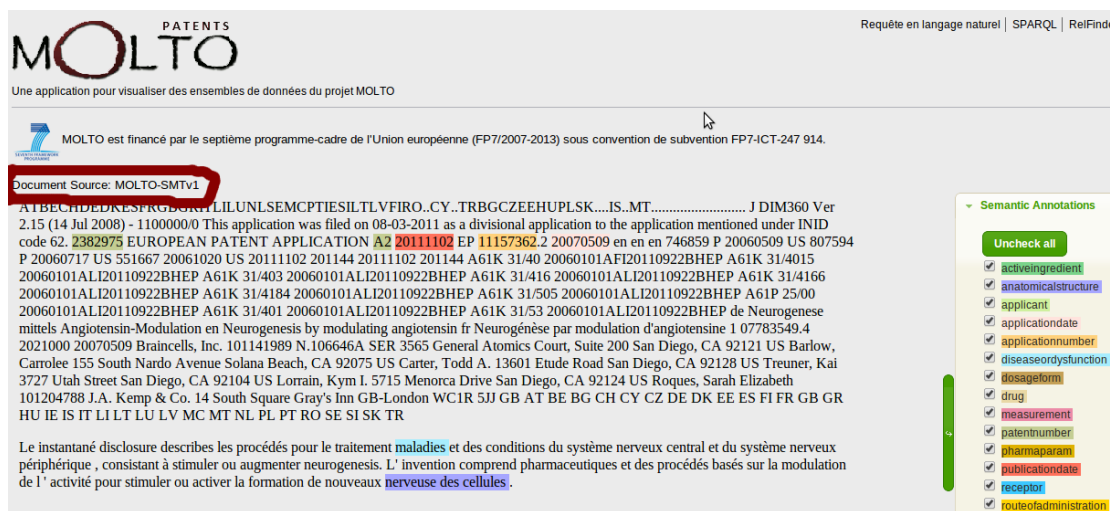 PATENTS
MOLTO
Requête en langage naturel | SPARQL | RelFinde
Une application pour visualiser des ensembles de données du projet MOLTO
SEVENTH FRAMEWORK
PROGRAMME
MOLTO est financé par le septième programme-cadre de l'Union européenne (FP7/2007-2013) sous convention de subvention FP7-ICT-247 914.
Document Source: MOLTO-SMTv1
ATBECHDEDKESFRGBGRITLILUNLSEMCPTIESILTLVFIRO..CY..TRBGCZEEHUPLSK....IS..MT.......................... J DIM360 Ver
2.15 (14 Jul 2008) - 1100000/0 This application was filed on 08-03-2011 as a divisional application to the application mentioned under INID
code 62. 2382975 EUROPEAN PATENT APPLICATION A2 20111102 EP 11157362.2 20070509 en en en 746859 P 20060509 US 807594
P 20060717 US 551667 20061020 US 20111102 201144 20111102 201144 A61K 31/40 20060101AFI20110922BHEP A61K 31/4015
20060101ALI20110922BHEP A61K 31/403 20060101ALI20110922BHEP A61K 31/416 20060101ALI20110922BHEP A61K 31/4166
20060101ALI20110922BHEP A61K 31/4184 20060101ALI20110922BHEP A61K 31/505 20060101ALI20110922BHEP A61P 25/00
20060101ALI20110922BHEP A61K 31/401 20060101ALI20110922BHEP A61K 31/53 20060101ALI20110922BHEP de Neurogenese
mittels Angiotensin-Modulation en Neurogenesis by modulating angiotensin fr Neurogénèse par modulation d'angiotensine 1 07783549.4
2021000 20070509 Braincells, Inc. 101141989 N.106646A SER 3565 General Atomics Court, Suite 200 San Diego, CA 92121 US Barlow,
Carrolee 155 South Nardo Avenue Solana Beach, CA 92075 US Carter, Todd A. 13601 Etude Road San Diego, CA 92128 US Treuner, Kai
3727 Utah Street San Diego, CA 92104 US Lorrain, Kym I. 5715 Menorca Drive San Diego, CA 92124 US Roques, Sarah Elizabeth
101204788 J.A. Kemp & Co. 14 South Square Gray's Inn GB-London WC1R 5JJ GB AT BE BG CH CY CZ DE DK EE ES FI FR GB GR
HU IE IS IT LI LT LU LV MC MT NL PL PT RO SE SI SK TR
Le instantané disclosure describes les procédés pour le traitement maladies et des conditions du système nerveux central et du système nerveux
périphérique , consistant à stimuler ou augmenter neurogenesis. L' invention comprend pharmaceutiques et des procédés basés sur la modulation
de l ' activité pour stimuler ou activer la formation de nouveaux nerveuse des cellules .
Semantic Annotations
Uncheck all
activeingredient
anatomicalstructure
applicant
applicationdate
applicationnumber
diseaseordysfunction
dosageform
drug
measurement
patentnumber
pharmaparam
publicationdate
receptor
routeofadministration